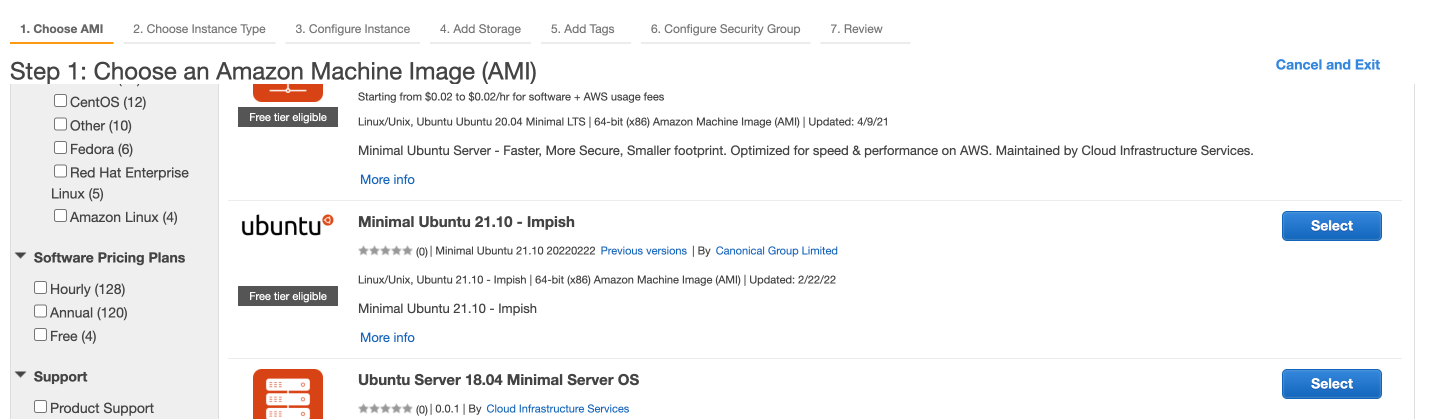 1. Choose AMI 2. Choose Instance Type 3. Configure Instance 4. Add Storage 5. Add Tags 6. Configure Security Group 7. Review
Step 1: Choose an Amazon Machine Image (AMI)
Cancel and Exit
CentOS (12)
Other (10)
Fedora (6)
Red Hat Enterprise
Linux (5)
Amazon Linux (4)
Software Pricing Plans
Hourly (128)
Annual (120)
Free (4)
Support
Product Support
Starting from $0.02 to $0.02/hr for software + AWS usage fees
Free tier eligible
Linux/Unix, Ubuntu Ubuntu 20.04 Minimal LTS | 64-bit (x86) Amazon Machine Image (AMI) | Updated: 4/9/21
Minimal Ubuntu Server - Faster, More Secure, Smaller footprint. Optimized for speed & performance on AWS. Maintained by Cloud Infrastructure Services.
More info
ubuntu
Minimal Ubuntu 21.10 - Impish
Select
(0) | Minimal Ubuntu 21.10 20220222 Previous versions | By Canonical Group Limited
Linux/Unix, Ubuntu 21.10 - Impish | 64-bit (x86) Amazon Machine Image (AMI) | Updated: 2/22/22
Free tier eligible
Minimal Ubuntu 21.10 - Impish
More info
Ubuntu Server 18.04 Minimal Server OS
Select
(0) | 0.0.1 | By Cloud Infrastructure Services